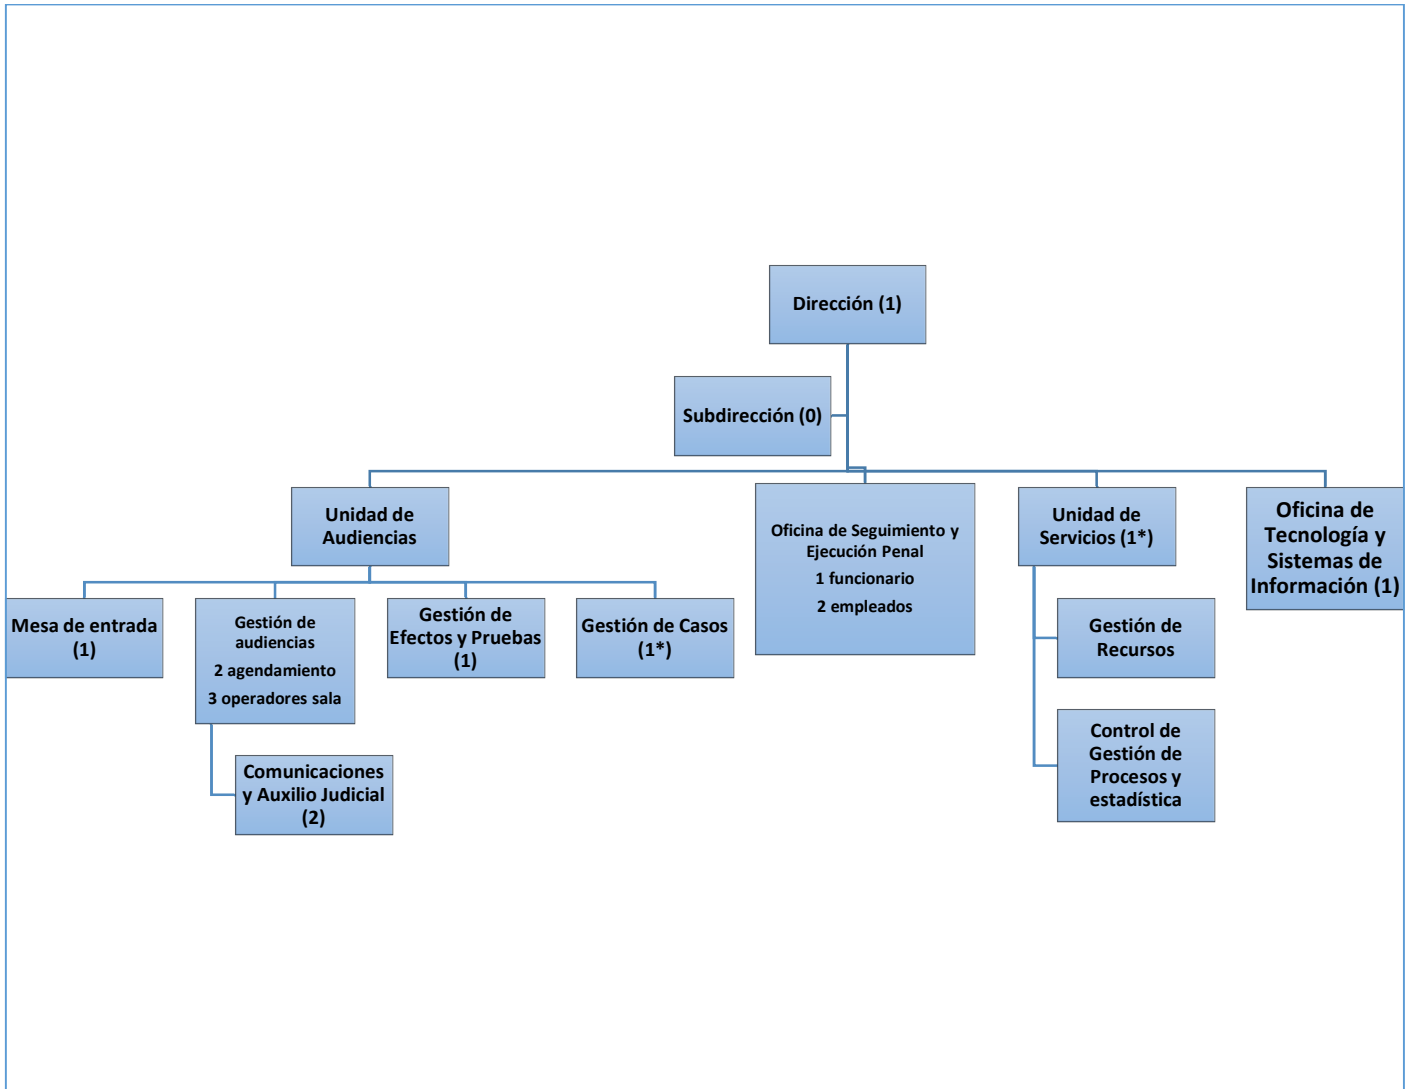 Dirección (1)
Subdirección (0)
Unidad de
Audiencias
Oficina de Seguimiento y
Ejecución Penal
1 funcionario
2 empleados
Unidad de
Servicios (1*)
Oficina de
Tecnología y
Sistemas de
Información (1)
Mesa de entrada
(1)
Gestión de
audiencias
2 agendamiento
3 operadores sala
Gestión de
Efectos y Pruebas
(1)
Gestión de Casos
(1*)
Gestión de
Recursos
Comunicaciones
y Auxilio Judicial
(2)
Control de
Gestión de
Procesos y
estadística